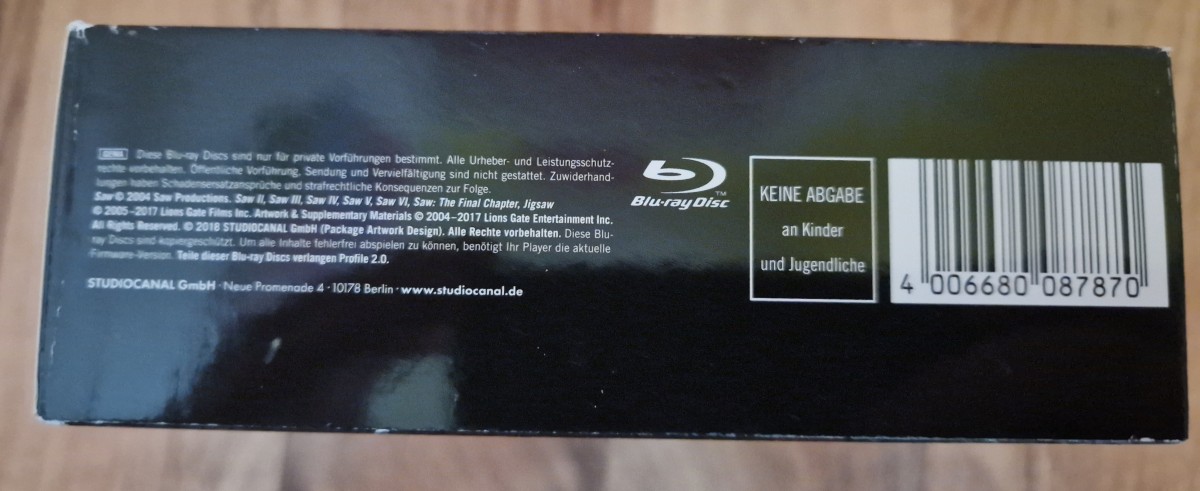 GEMA Diese Blu-ray Discs sind nur für private Vorführungen bestimmt. Alle Urheber- und Leistungsschutz-
rechte vorbehalten. Öffentliche Vorführung, Sendung und Vervielfältigung sind nicht gestattet. Zuwiderhand-
lungen haben Schadensersatzansprüche und strafrechtliche Konsequenzen zur Folge.
Saw © 2004 Saw Productions. Saw II, Saw III, Saw IV, Saw V, Saw VI, Saw: The Final Chapter, Jigsaw
© 2005–2017 Lions Gate Films Inc. Artwork & Supplementary Materials © 2004–2017 Lions Gate Entertainment Inc.
All Rights Reserved. © 2018 STUDIOCANAL GmbH (Package Artwork Design). Alle Rechte vorbehalten. Diese Blu-
ray Discs sind kopiergeschützt. Um alle Inhalte fehlerfrei abspielen zu können, benötigt Ihr Player die aktuelle
Firmware-Version. Teile dieser Blu-ray Discs verlangen Profile 2.0.
STUDIOCANAL GmbH · Neue Promenade 4 · 10178 Berlin · www.studiocanal.de
Blu-ray Disc™
KEINE ABGABE
an Kinder
und Jugendliche
4 006680 087870